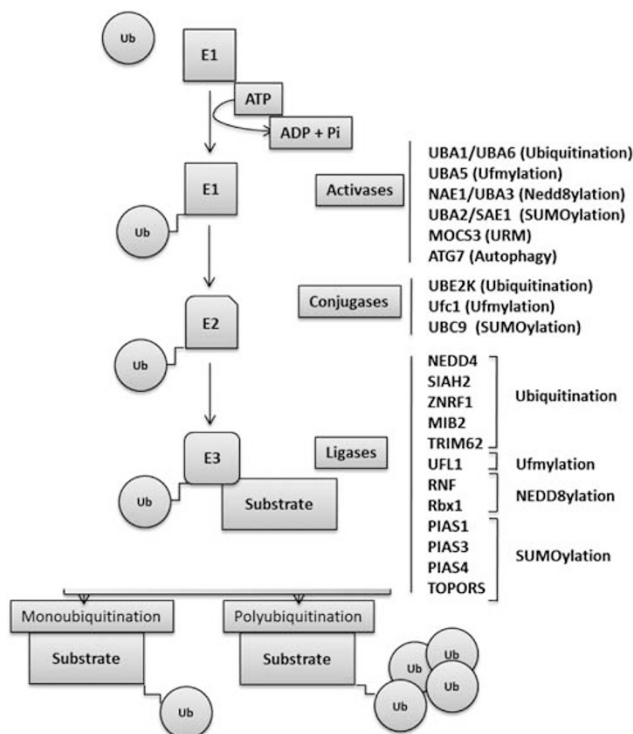 Ub
E1
ATP
ADP + Pi
E1
Ub
Activases
UBA1/UBA6 (Ubiquitination)
UBA5 (Ufmylation)
NAE1/UBA3 (Nedd8ylation)
UBA2/SAE1 (SUMOylation)
MOCS3 (URM)
ATG7 (Autophagy)
E2
Ub
Conjugases
UBE2K (Ubiquitination)
Ufc1 (Ufmylation)
UBC9 (SUMOylation)
E3
Ub
Substrate
Ligases
NEDD4
SIAH2
ZNRF1
MIB2
TRIM62
Ubiquitination
UFL1
Ufmylation
RNF
Rbx1
NEDD8ylation
PIAS1
PIAS3
PIAS4
TOPORS
SUMOylation
Monoubiquitination
Substrate
Ub
Polyubiquitination
Substrate
Ub
Ub
Ub
Ub